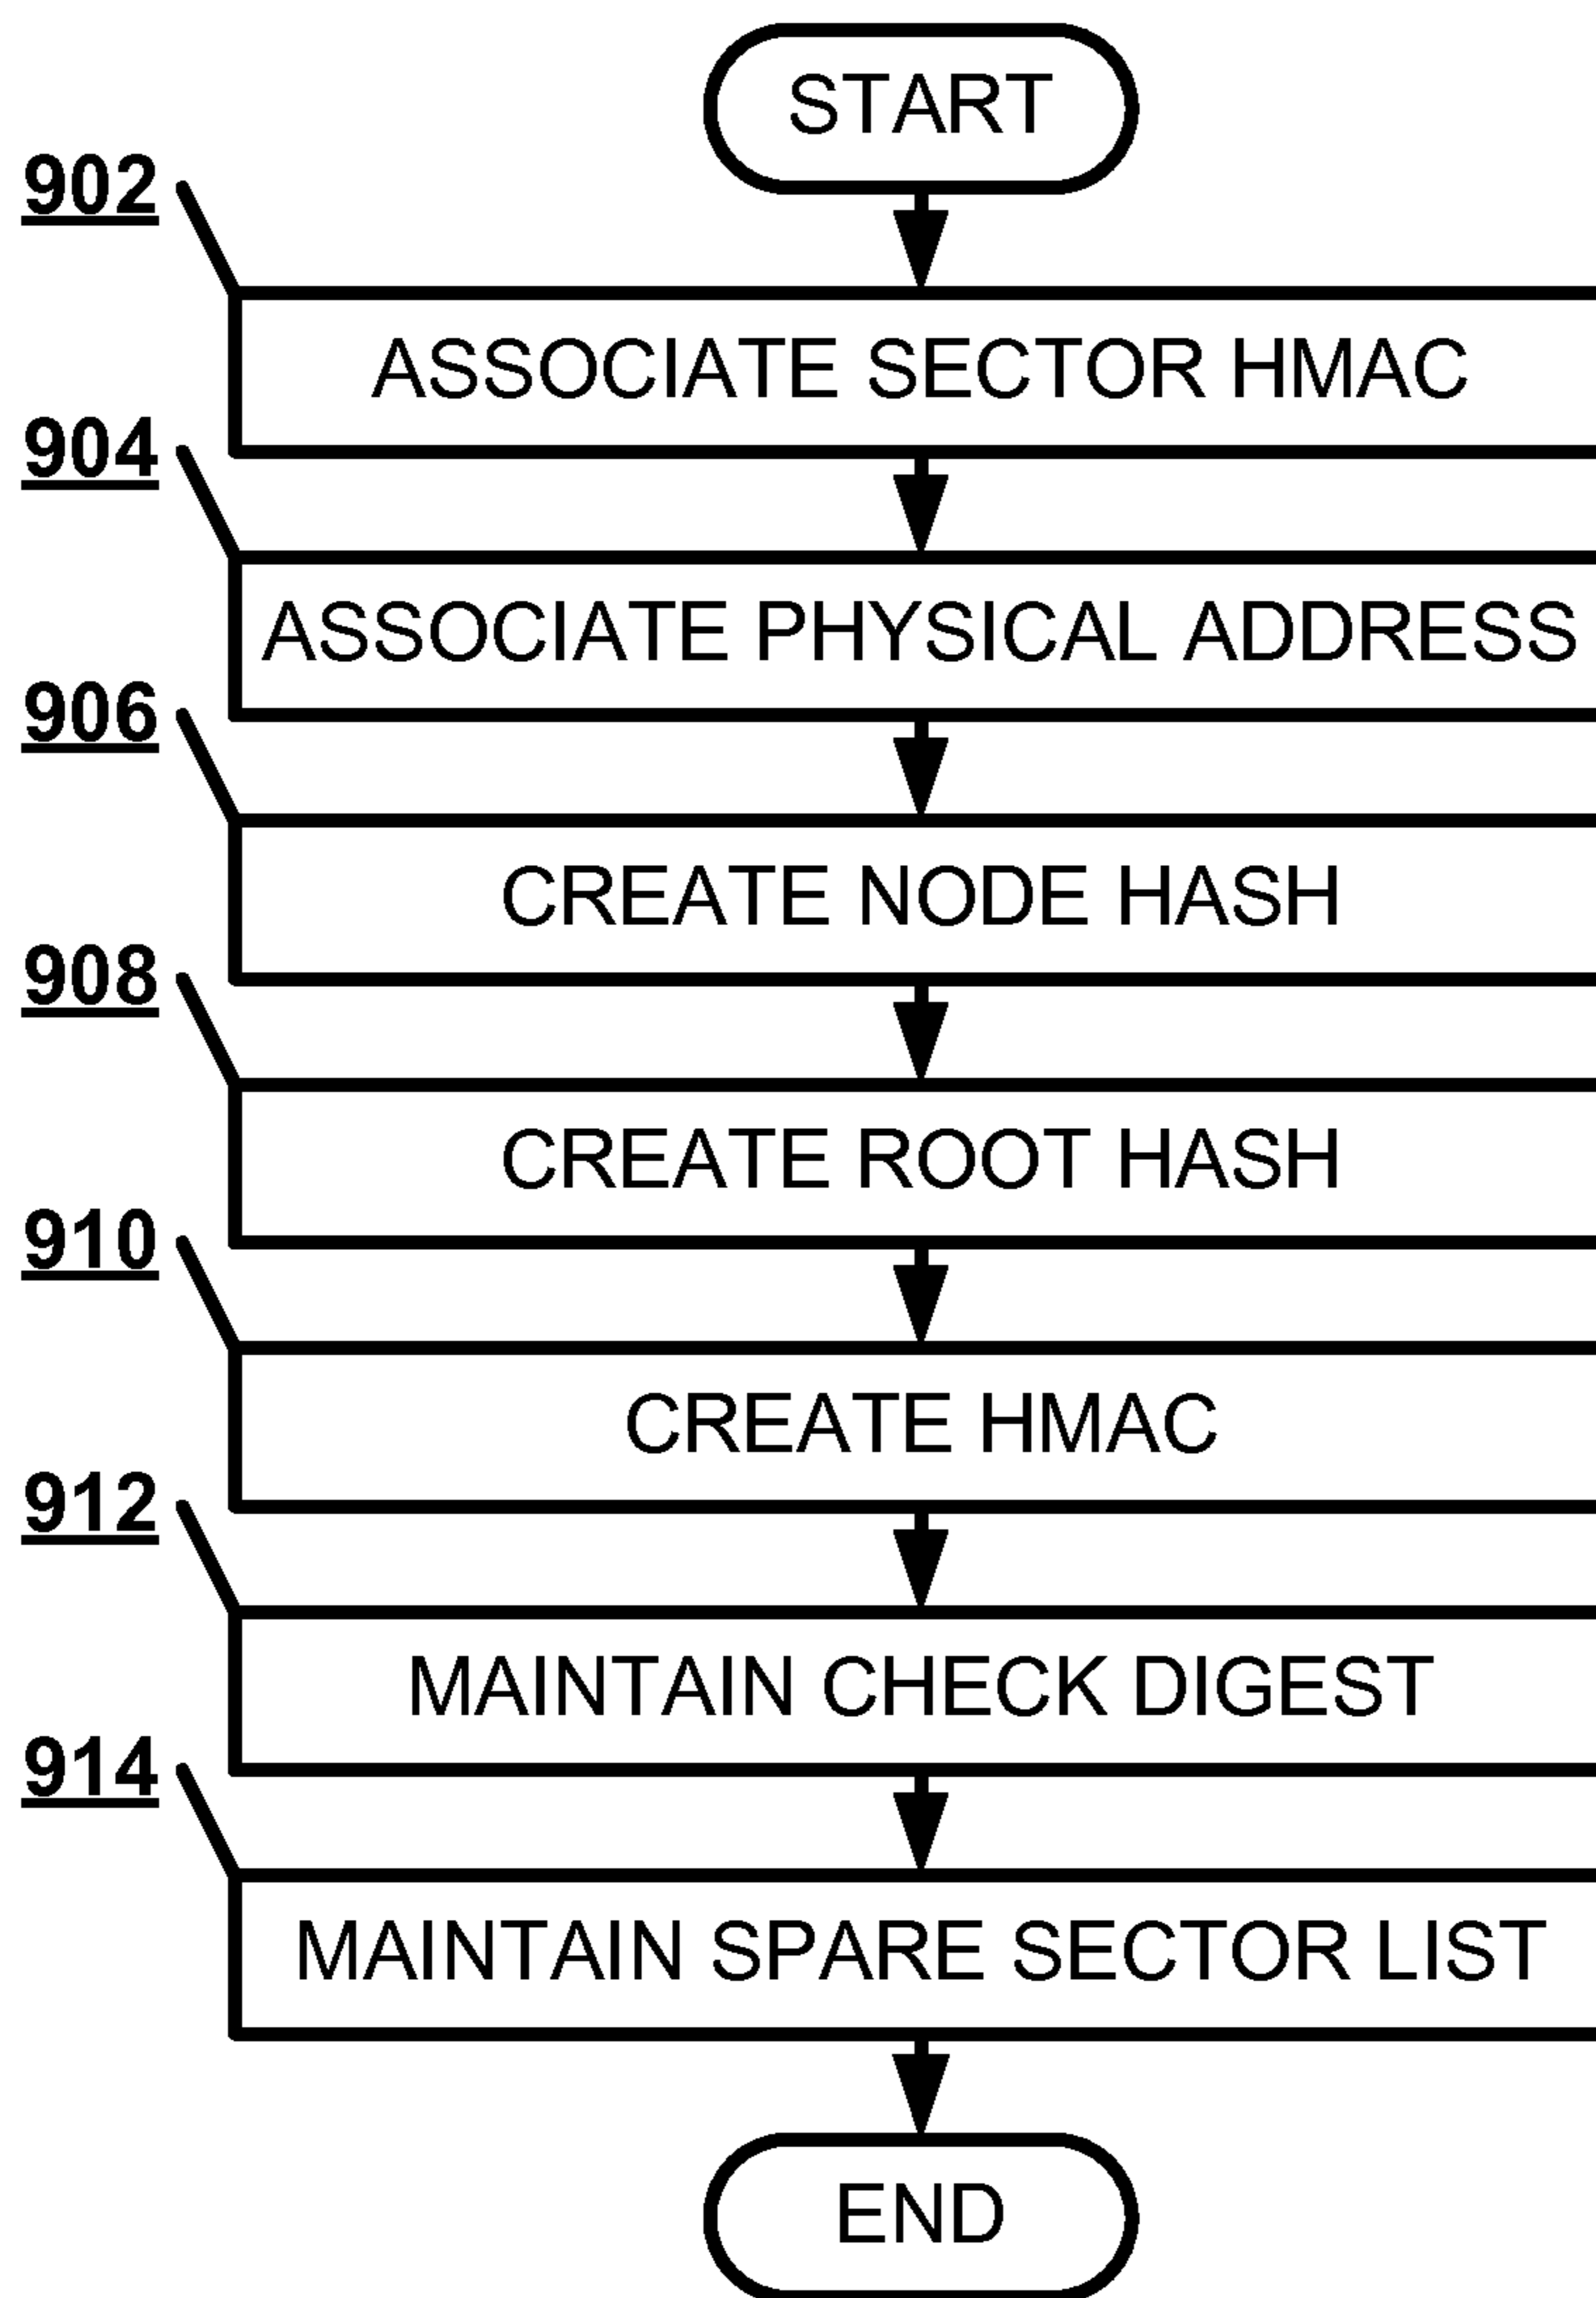 START
902
ASSOCIATE SECTOR HMAC
904
ASSOCIATE PHYSICAL ADDRESS
906
CREATE NODE HASH
908
CREATE ROOT HASH
910
CREATE HMAC
912
MAINTAIN CHECK DIGEST
914
MAINTAIN SPARE SECTOR LIST
END